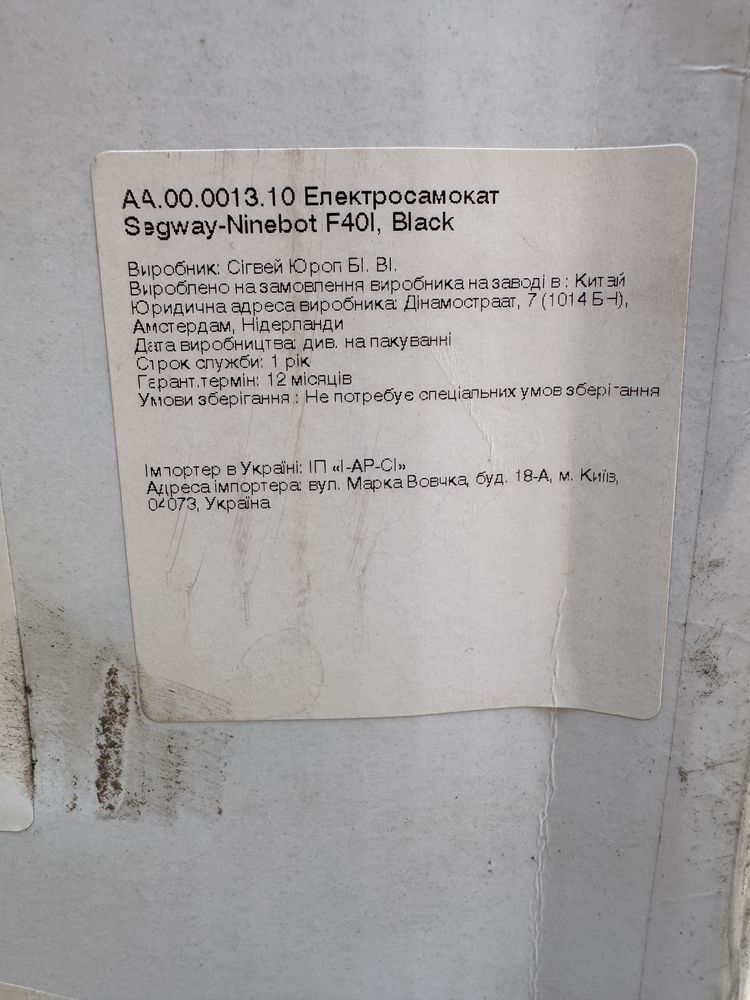 АА.00.0013.10 Електросамокат
Segway-Ninebot F40I, Black
Виробник: Сігвей Юроп БІ. ВІ.
Вироблено на замовлення виробника на заводі в : Китай
Юридична адреса виробника: Дінамостраат, 7 (1014 БН),
Амстердам, Нідерланди
Дата виробництва: див. на пакуванні
Строк служби: 1 рік
Гарант.термін: 12 місяців
Умови зберігання : Не потребує спеціальних умов зберігання
Імпортер в Україні: ІП «І-АР-СІ»
Адреса імпортера: вул. Марка Вовчка, буд. 18-А, м. Київ,
04073, Україна